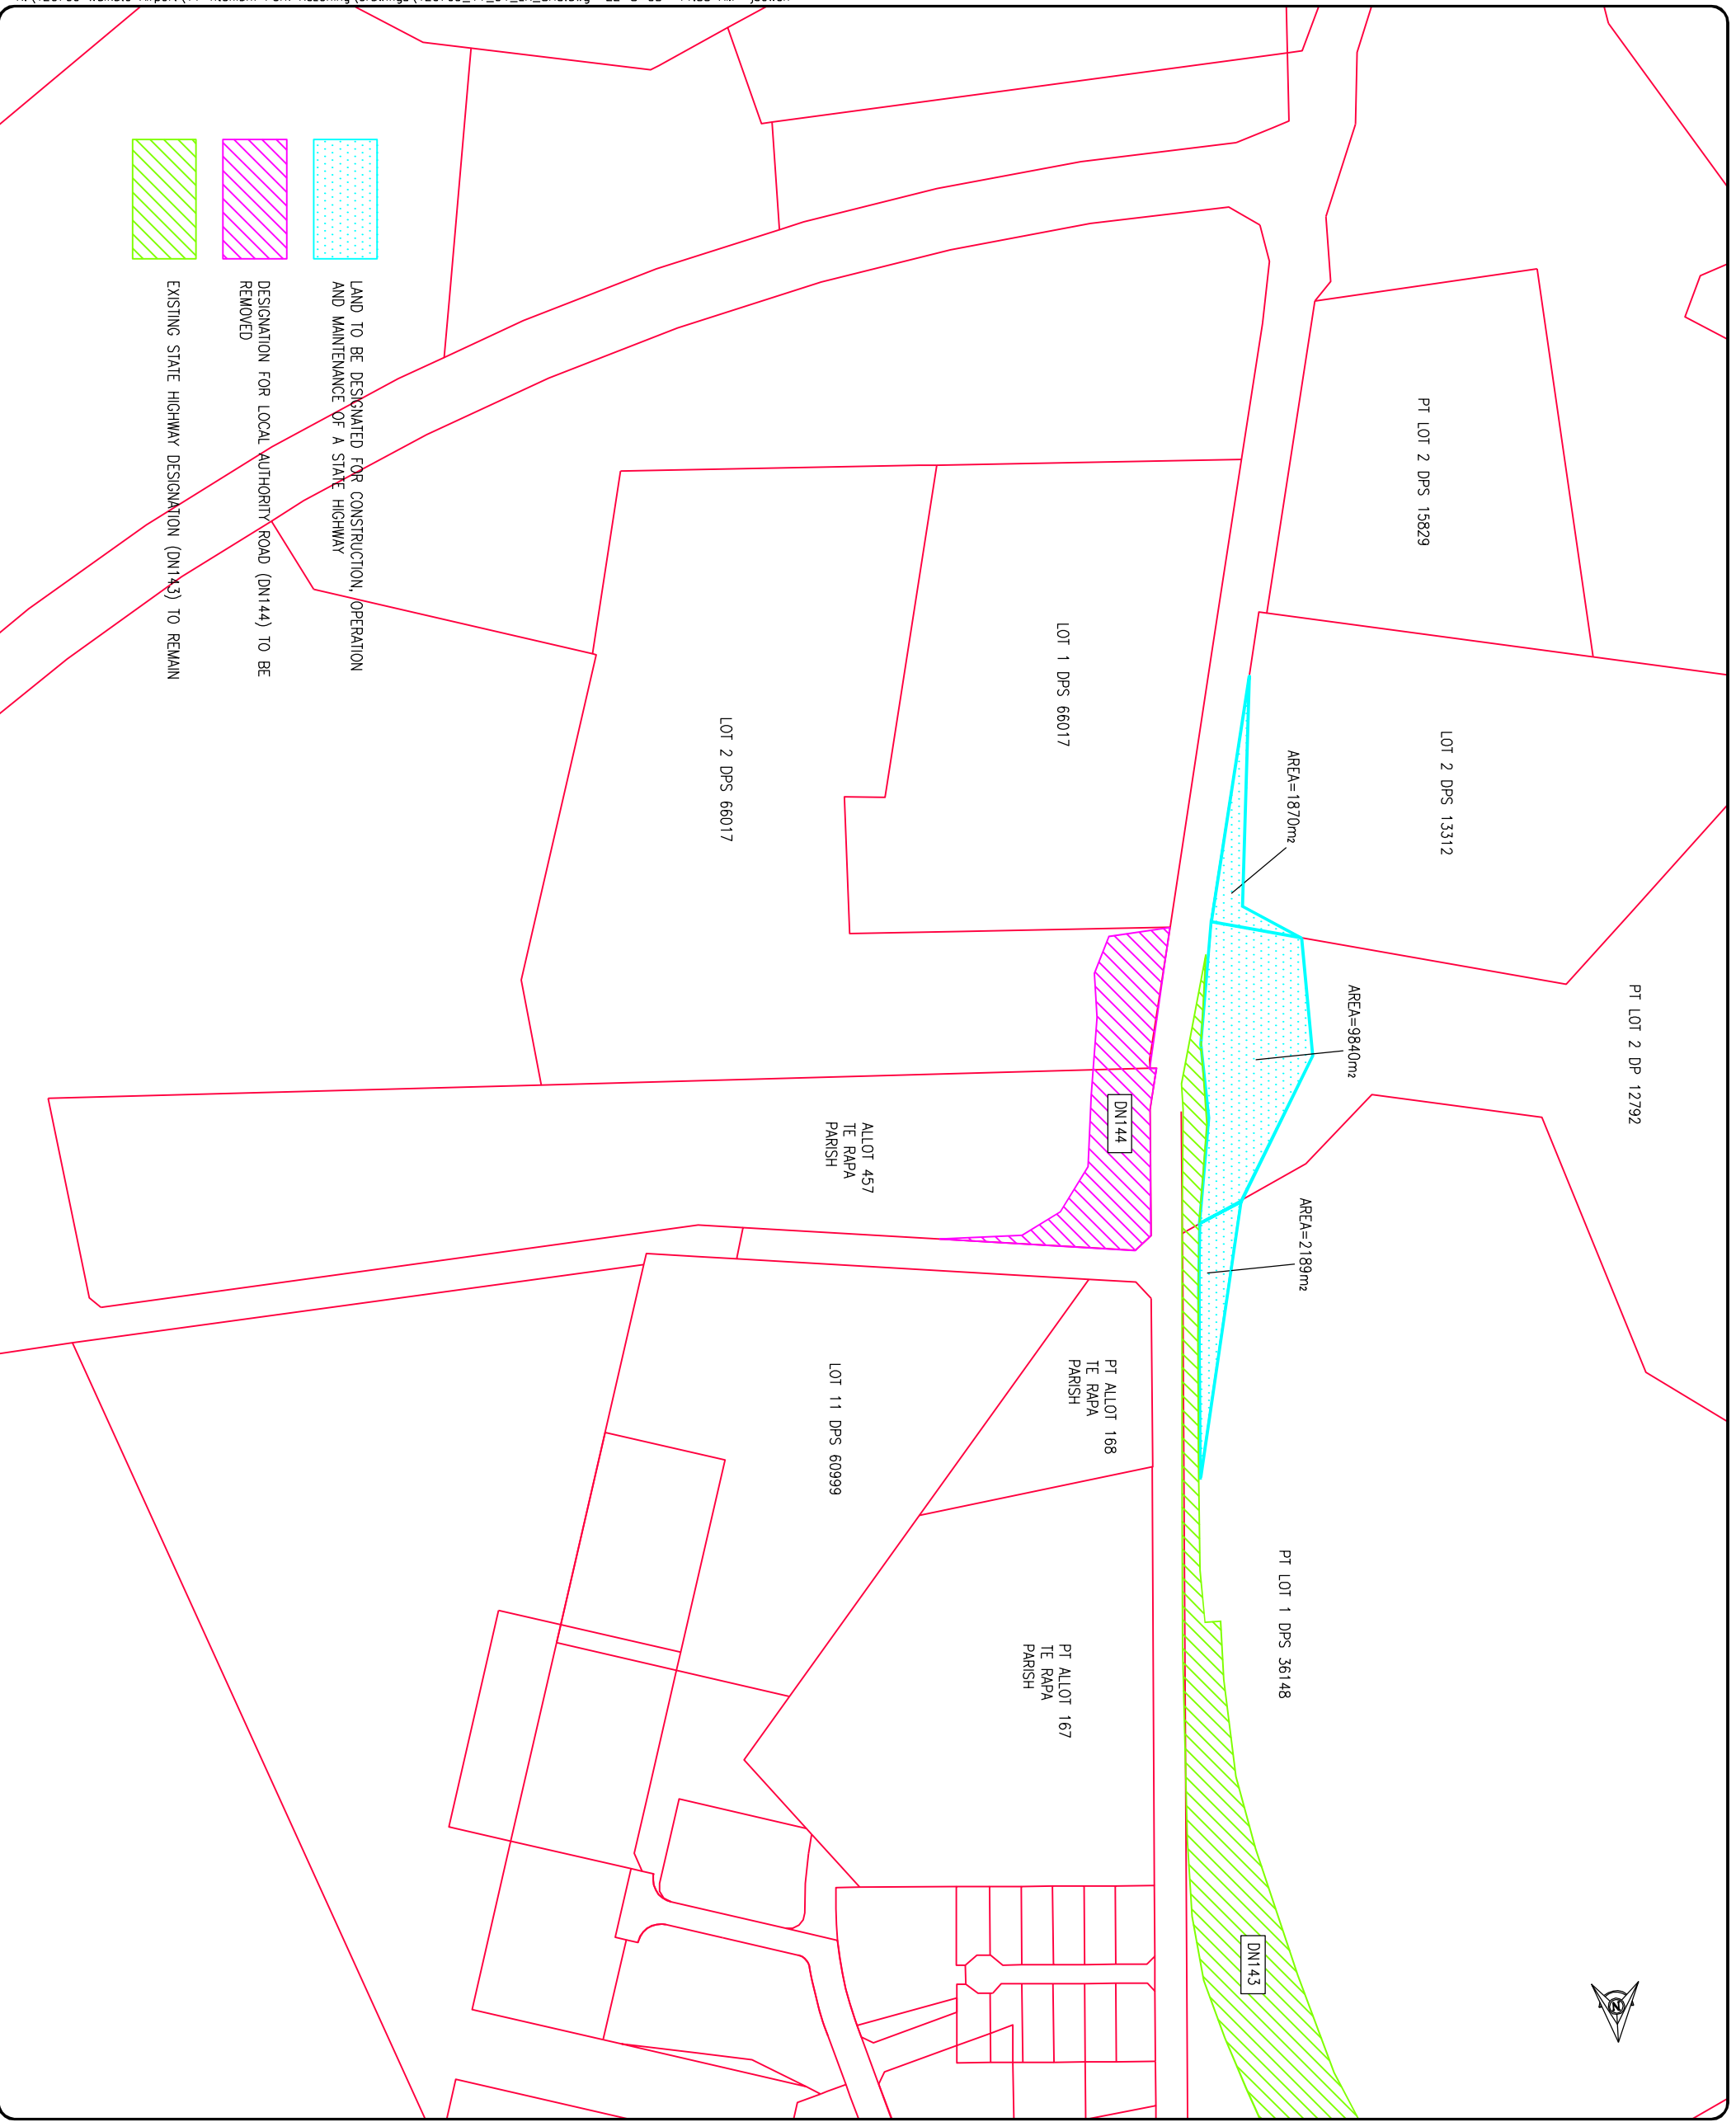 PT LOT 2 DP 12792
PT LOT 2 DPS 15829
LOT 2 DPS 13312
AREA=9840m2
AREA=1870m2
AREA=2189m2
PT LOT 1 DPS 36148
DN143
LOT 1 DPS 66017
DN144
PT ALLOT 168
TE RAPA
PARISH
PT ALLOT 167
TE RAPA
PARISH
LOT 2 DPS 66017
ALLOT 457
TE RAPA
PARISH
LOT 11 DPS 60999
LAND TO BE DESIGNATED FOR CONSTRUCTION, OPERATION
AND MAINTENANCE OF A STATE HIGHWAY
DESIGNATION FOR LOCAL AUTHORITY ROAD (DN144) TO BE
REMOVED
EXISTING STATE HIGHWAY DESIGNATION (DN143) TO REMAIN
N